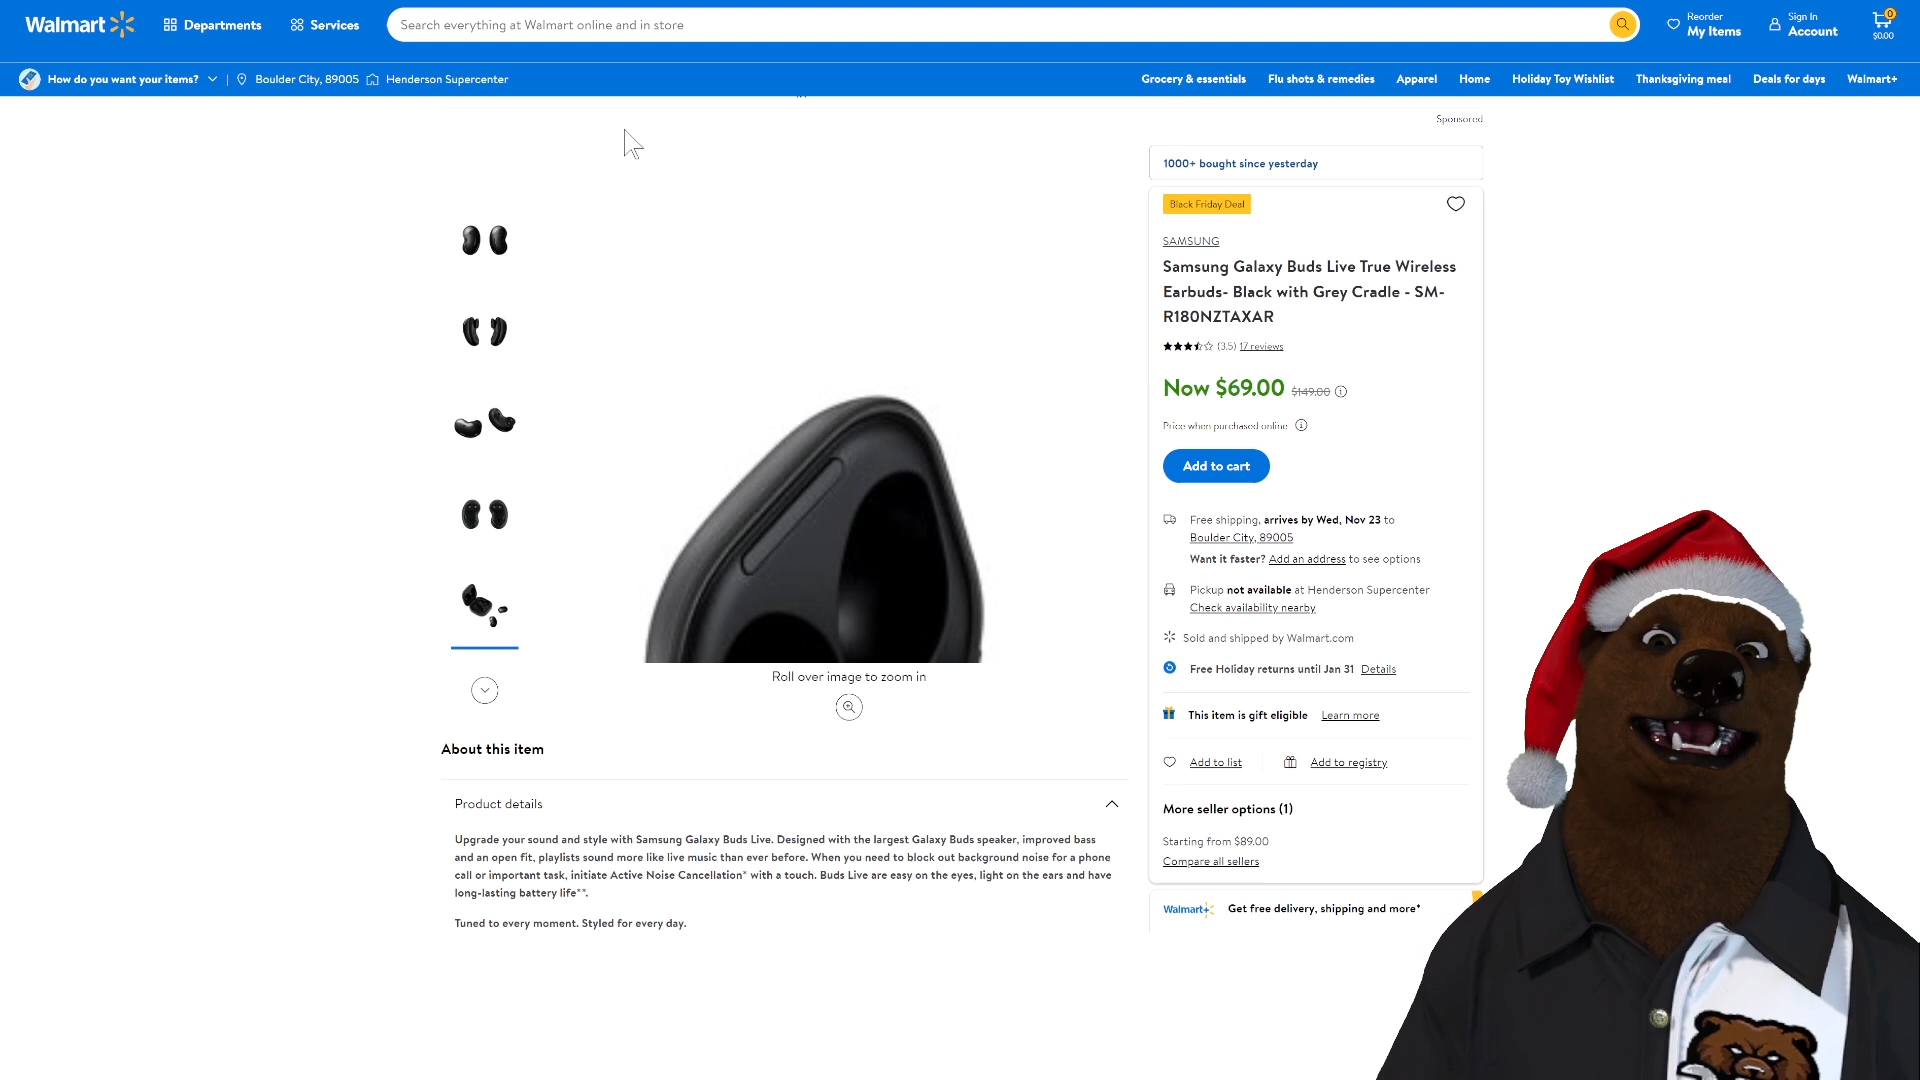 Walmart
Departments
Services
Search everything at Walmart online and in store
Reorder
My Items
Sign In
Account
0
$0.00
How do you want your items?
Boulder City, 89005
Henderson Supercenter
Grocery & essentials
Flu shots & remedies
Apparel
Home
Holiday Toy Wishlist
Thanksgiving meal
Deals for days
Walmart+
Sponsored
1000+ bought since yesterday
Black Friday Deal
SAMSUNG
Samsung Galaxy Buds Live True Wireless
Earbuds- Black with Grey Cradle - SM-
R180NZTAXAR
(3.5) 17 reviews
Now $69.00 $149.00
Price when purchased online
Add to cart
Free shipping, arrives by Wed, Nov 23 to
Boulder City, 89005
Want it faster? Add an address to see options
Pickup not available at Henderson Supercenter
Check availability nearby
Sold and shipped by Walmart.com
Free Holiday returns until Jan 31 Details
This item is gift eligible Learn more
Add to list
Add to registry
More seller options (1)
Starting from $89.00
Compare all sellers
Walmart+ Get free delivery, shipping and more*
Roll over image to zoom in
About this item
Product details
Upgrade your sound and style with Samsung Galaxy Buds Live. Designed with the largest Galaxy Buds speaker, improved bass
and an open fit, playlists sound more like live music than ever before. When you need to block out background noise for a phone
call or important task, initiate Active Noise Cancellation* with a touch. Buds Live are easy on the eyes, light on the ears and have
long-lasting battery life**.
Tuned to every moment. Styled for every day.